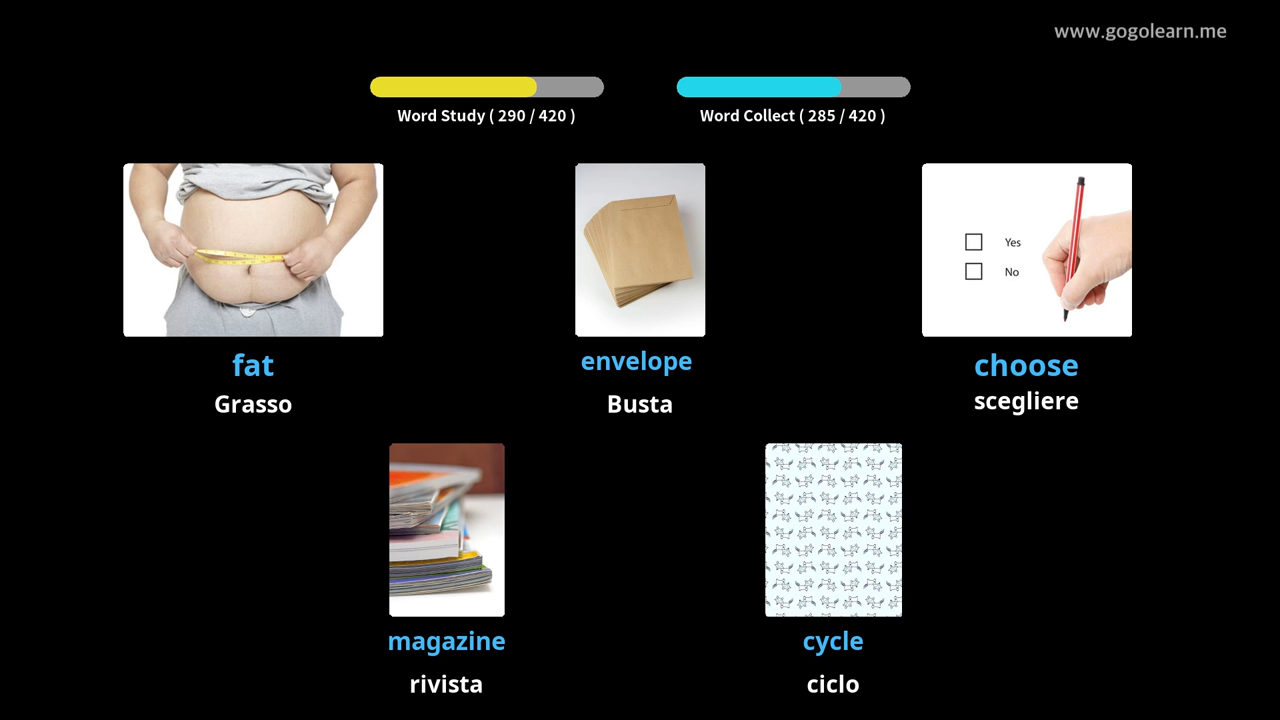 www.gogolearn.me
Word Study ( 290 / 420 )
Word Collect ( 285 / 420 )
Yes
No
fat
envelope
choose
Grasso
Busta
scegliere
magazine
cycle
rivista
ciclo